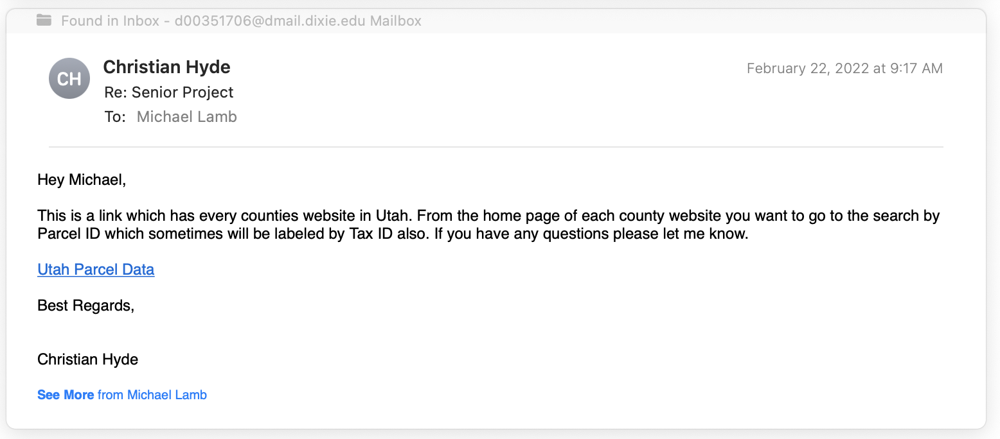 Found in Inbox - d00351706@dmail.dixie.edu Mailbox
CH
Christian Hyde
February 22, 2022 at 9:17 AM
Re: Senior Project
To: Michael Lamb
Hey Michael,
This is a link which has every counties website in Utah. From the home page of each county website you want to go to the search by
Parcel ID which sometimes will be labeled by Tax ID also. If you have any questions please let me know.
Utah Parcel Data
Best Regards,
Christian Hyde
See More from Michael Lamb